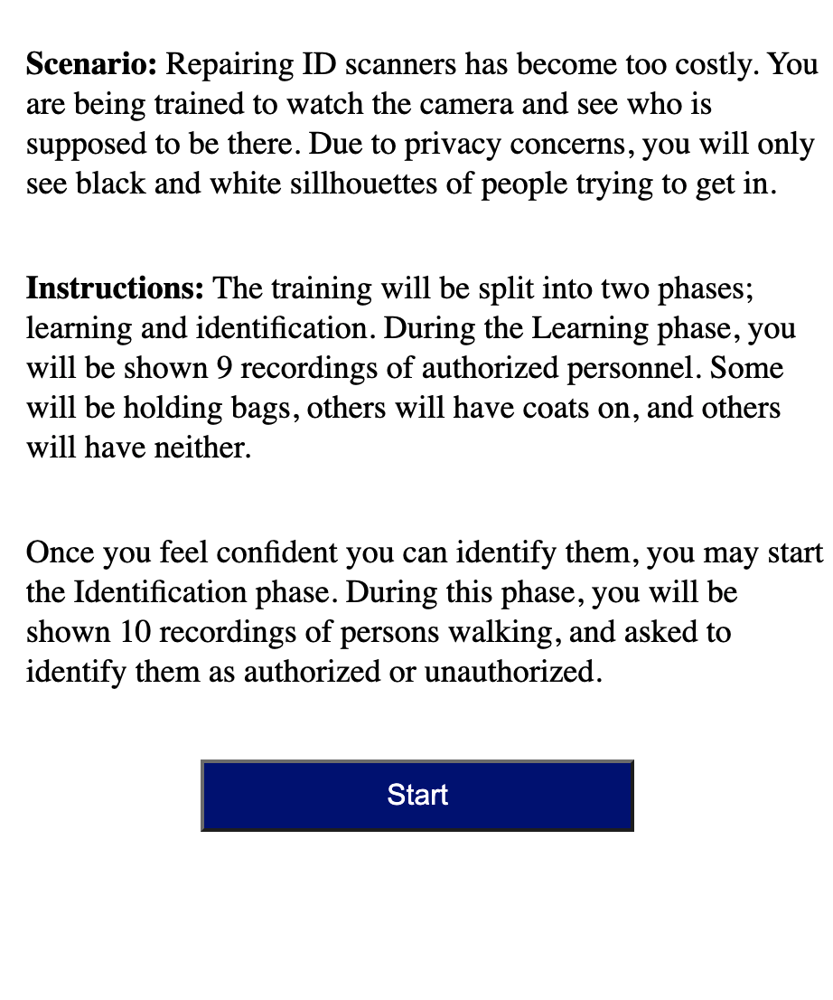 Scenario: Repairing ID scanners has become too costly. You
are being trained to watch the camera and see who is
supposed to be there. Due to privacy concerns, you will only
see black and white sillhouettes of people trying to get in.
Instructions: The training will be split into two phases;
learning and identification. During the Learning phase, you
will be shown 9 recordings of authorized personnel. Some
will be holding bags, others will have coats on, and others
will have neither.
Once you feel confident you can identify them, you may start
the Identification phase. During this phase, you will be
shown 10 recordings of persons walking, and asked to
identify them as authorized or unauthorized.
Start